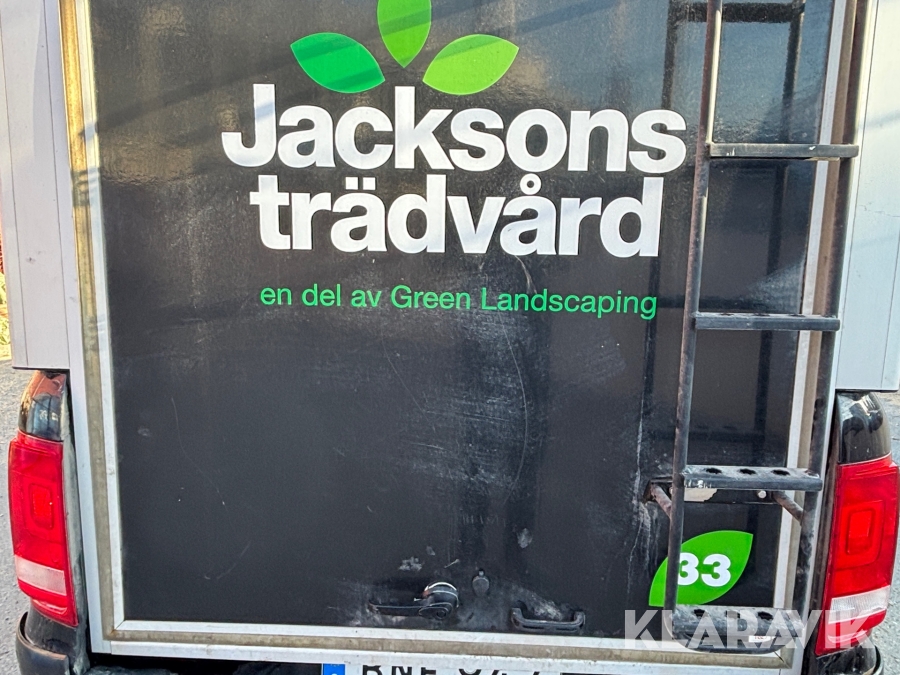 Jacksons
trädvård
en del av Green Landscaping
33
KLARAVIK